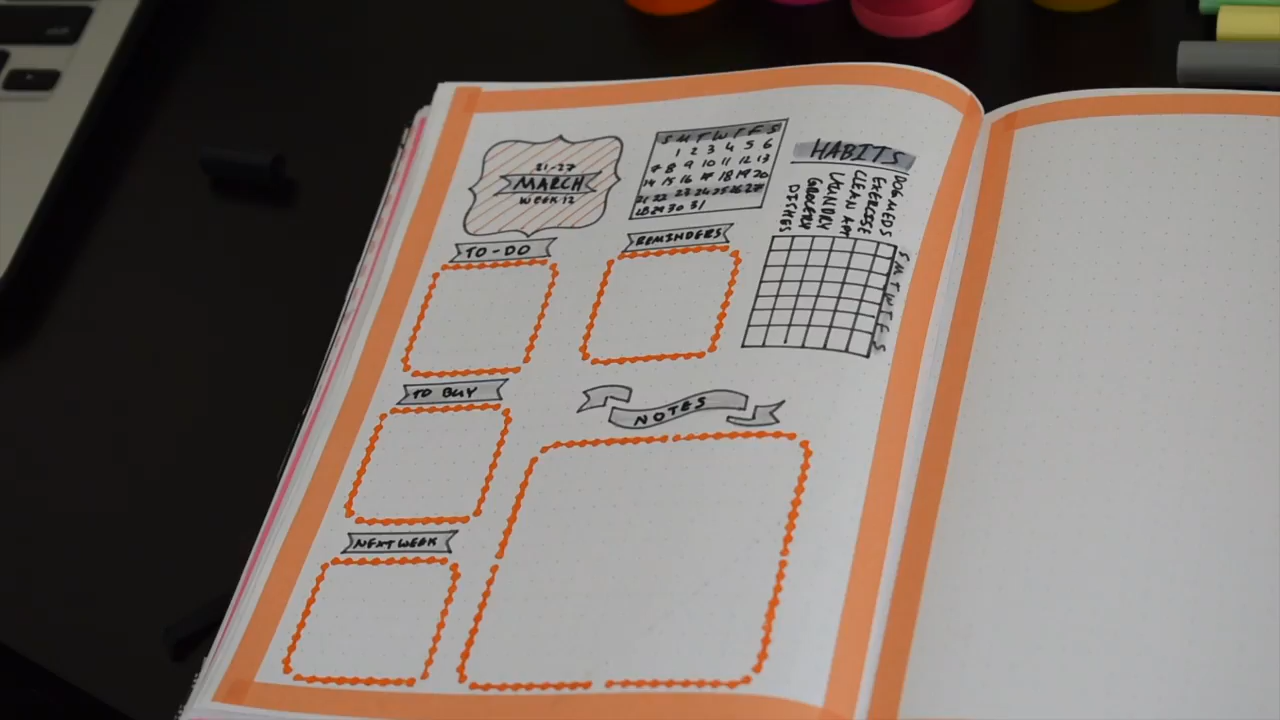 21-27
MARCH
WEEK 12
S M T W T F S
1 2 3 4 5 6
7 8 9 10 11 12 13
14 15 16 17 18 19 20
21 22 23 24 25 26 27
28 29 30 31
HABITS
DOG MEDS
EXERCISE
CLEAN APT
LAUNDRY
GROCERY
DISHES
S M T W T F S
TO-DO
REMINDERS
TO BUY
NOTES
NEXT WEEK